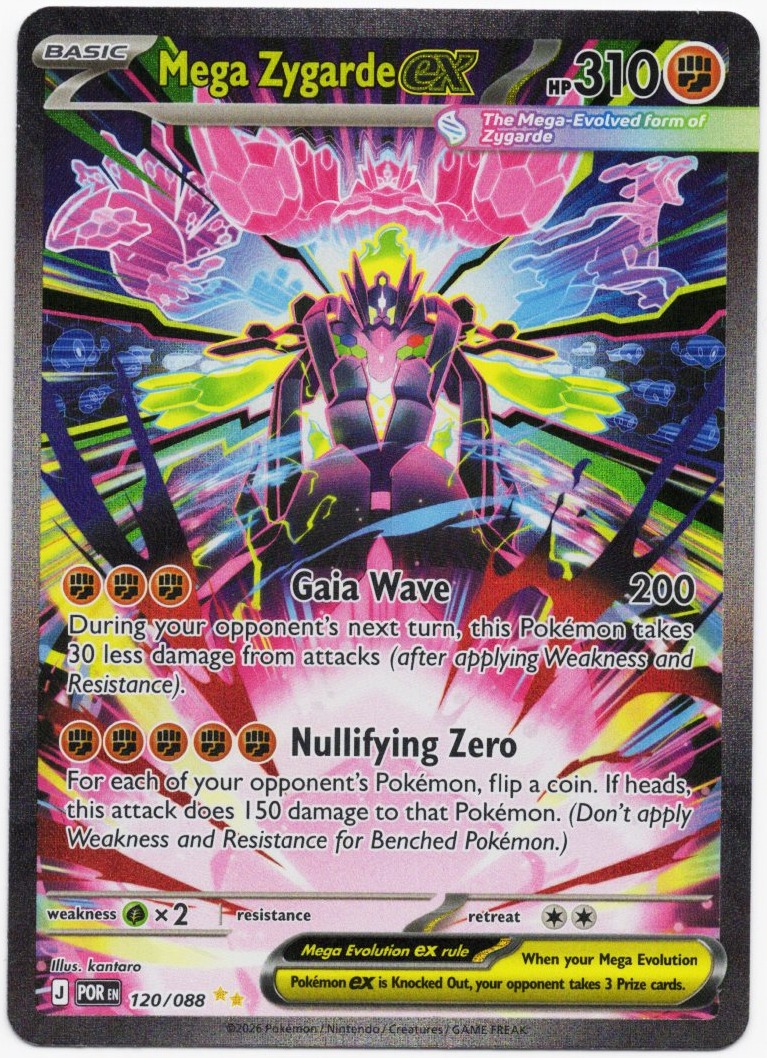 BASIC
Mega Zygarde ex
HP 310
The Mega-Evolved form of
Zygarde
Gaia Wave 200
During your opponent's next turn, this Pokémon takes
30 less damage from attacks (after applying Weakness and
Resistance).
Nullifying Zero
For each of your opponent's Pokémon, flip a coin. If heads,
this attack does 150 damage to that Pokémon. (Don't apply
Weakness and Resistance for Benched Pokémon.)
weakness ×2 resistance retreat
Illus. kantaro
Mega Evolution ex rule
When your Mega Evolution
Pokémon ex is Knocked Out, your opponent takes 3 Prize cards.
J POR EN 120/088
©2026 Pokémon / Nintendo / Creatures / GAME FREAK